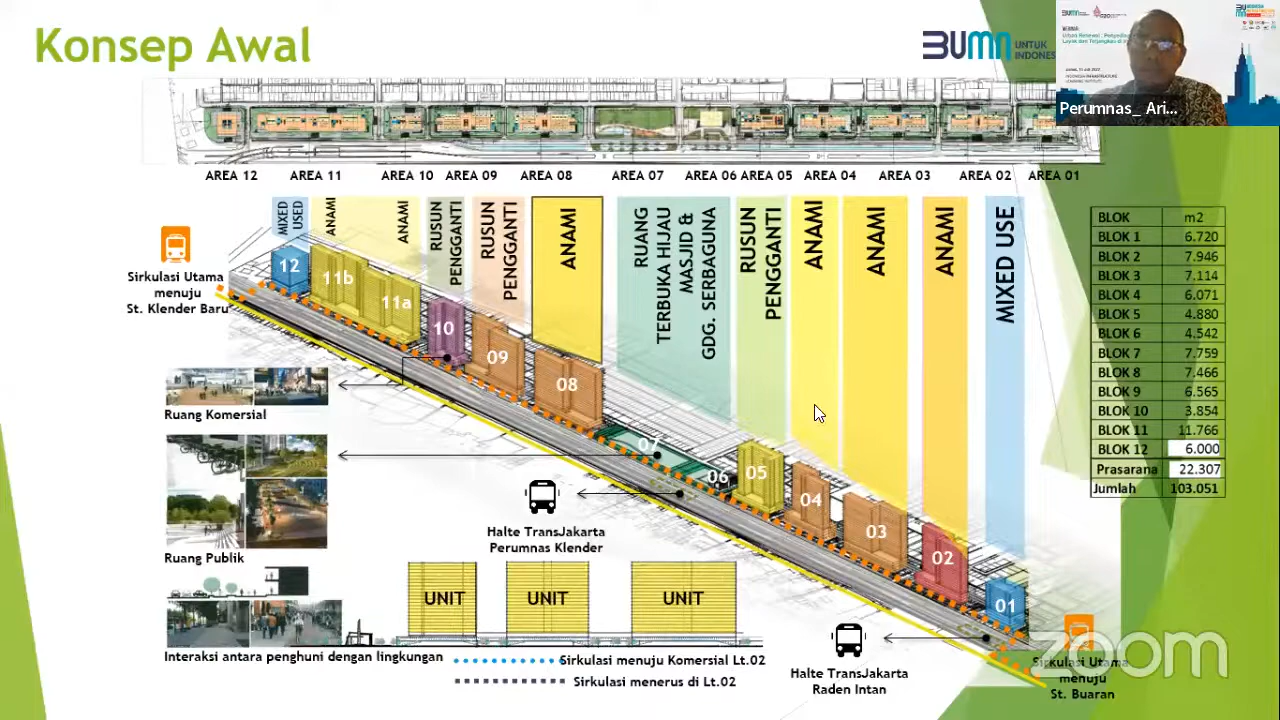 Konsep Awal
BUMN
UNTUK
INDONES
Perumnas_ Ari...
AREA 12
AREA 11
AREA 10
AREA 09
AREA 08
AREA 07
AREA 06
AREA 05
AREA 04
AREA 03
AREA 02
AREA 01
MIXED
USED
ANAMI
ANAMI
RUSUN
PENGGANTI
RUSUN
PENGGANTI
ANAMI
RUANG
TERBUKA HIJAU
MASJID &
GDG. SERBAGUNA
RUSUN
PENGGANTI
ANAMI
ANAMI
ANAMI
MIXED USE
Sirkulasi Utama
menuju
St. Klender Baru
12
11b
11a
10
09
08
07
06
05
04
03
02
01
Ruang Komersial
Ruang Publik
Interaksi antara penghuni dengan lingkungan
Halte TransJakarta
Perumnas Klender
UNIT
UNIT
UNIT
Sirkulasi menuju Komersial Lt.02
Sirkulasi menerus di Lt.02
Halte TransJakarta
Raden Intan
Sirkulasi Utama
menuju
St. Buaran
zoom
BLOK m2
BLOK 1 6.720
BLOK 2 7.946
BLOK 3 7.114
BLOK 4 6.071
BLOK 5 4.880
BLOK 6 4.542
BLOK 7 7.759
BLOK 8 7.466
BLOK 9 6.565
BLOK 10 3.854
BLOK 11 11.766
BLOK 12 6.000
Prasarana 22.307
Jumlah 103.051